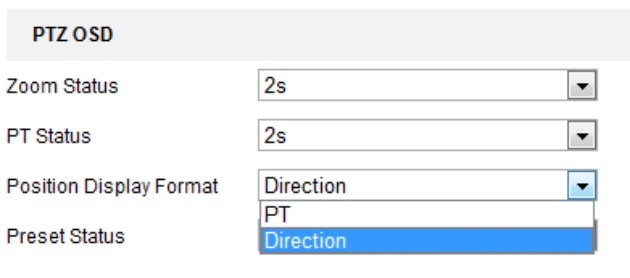 PTZ OSD
Zoom Status 2s
PT Status 2s
Position Display Format Direction
PT
Preset Status Direction